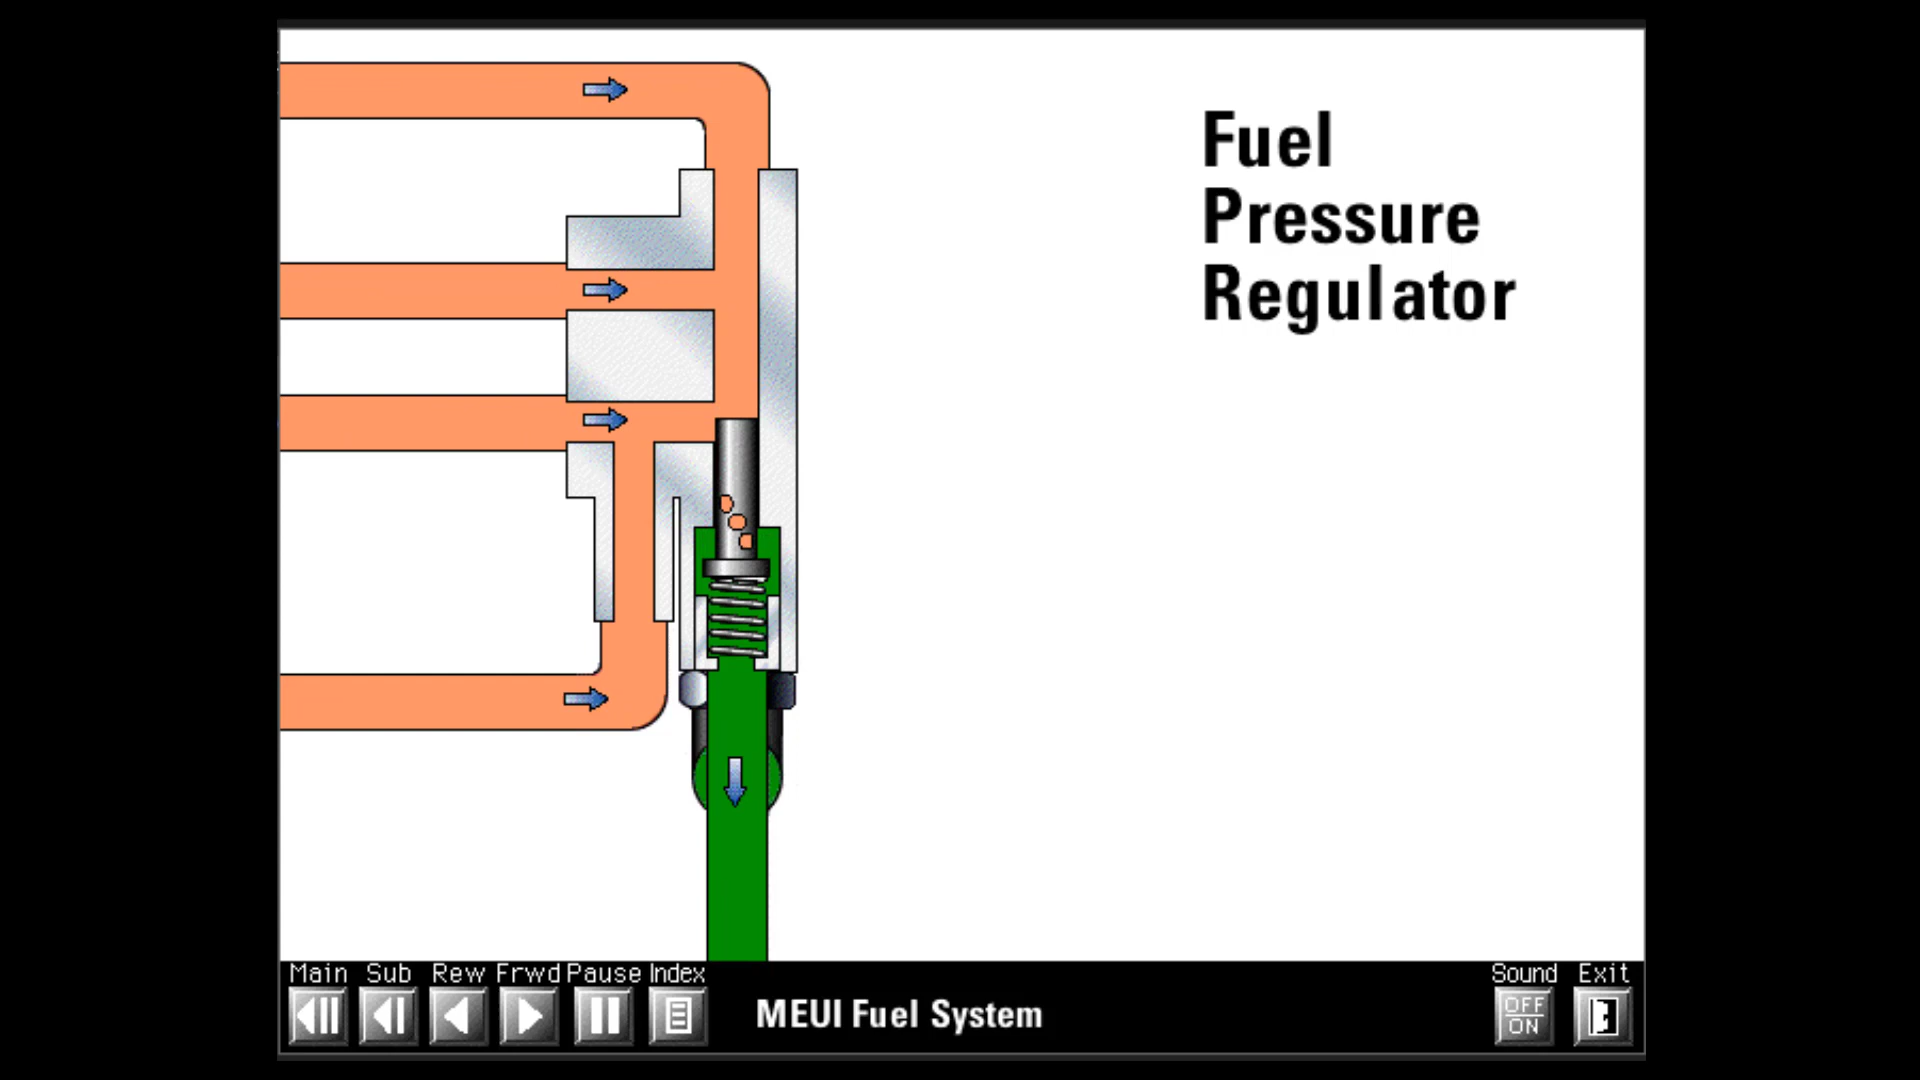 Fuel
Pressure
Regulator
Main Sub Rew Frwd Pause Index
Sound Exit
MEUI Fuel System
OFF
ON